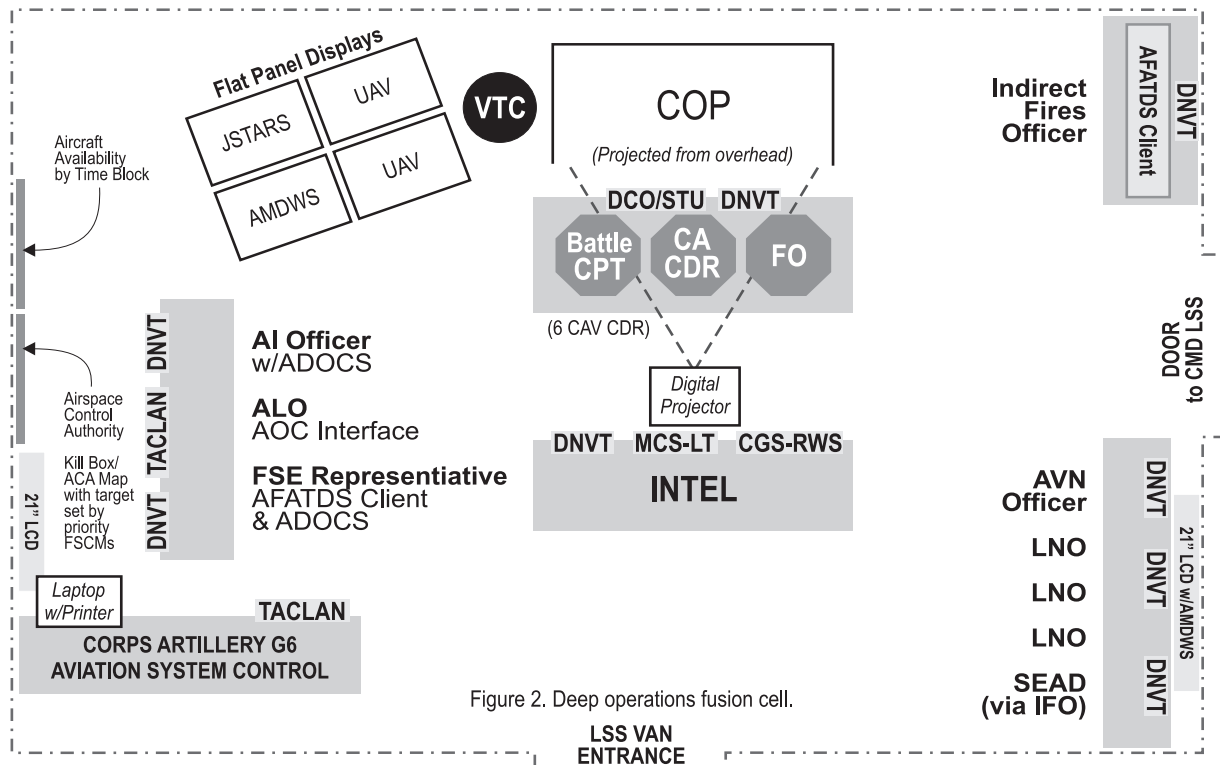 Flat Panel Displays
JSTARS
UAV
AMDWS
UAV
VTC
COP
(Projected from overhead)
Indirect
Fires
Officer
AFATDS Client
DNVT
Aircraft
Availability
by Time Block
DCO/STU
DNVT
Battle
CPT
CA
CDR
FO
(6 CAV CDR)
Digital
Projector
DOOR
to CMD LSS
Airspace
Control
Authority
Kill Box/
ACA Map
with target
set by
priority
FSCMs
21" LCD
DNVT
TACLAN
DNVT
AI Officer
w/ADOCS
ALO
AOC Interface
FSE Representiative
AFATDS Client
& ADOCS
DNVT
MCS-LT
CGS-RWS
INTEL
AVN
Officer
LNO
LNO
LNO
SEAD
(via IFO)
DNVT
DNVT
DNVT
21" LCD w/AMDWS
Laptop
w/Printer
TACLAN
CORPS ARTILLERY G6
AVIATION SYSTEM CONTROL
Figure 2. Deep operations fusion cell.
LSS VAN
ENTRANCE